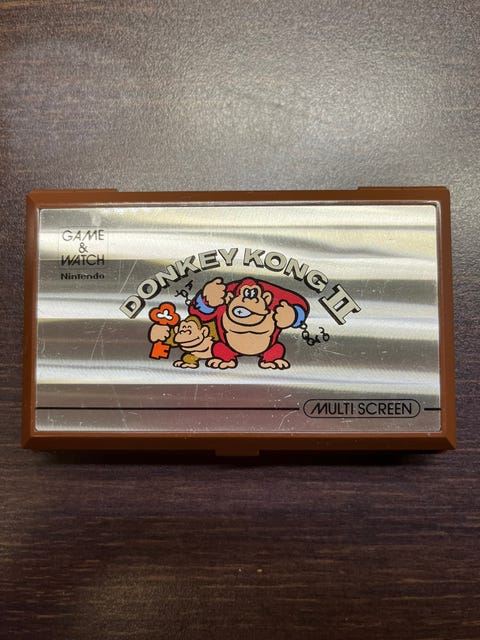 GAME
&
WATCH
Nintendo
DONKEY KONG II
MULTI SCREEN